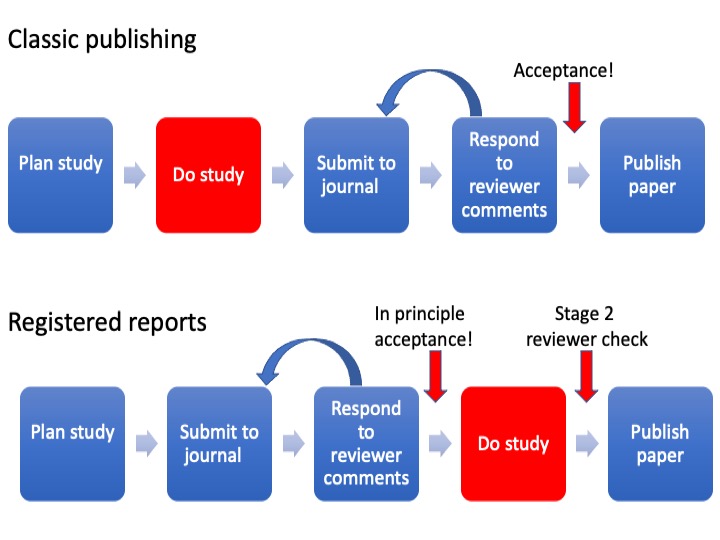 Classic publishing
Acceptance!
Plan study
Do study
Submit to
journal
Respond
to
reviewer
comments
Publish
paper
Registered reports
In principle
acceptance!
Stage 2
reviewer check
Plan study
Submit to
journal
Respond
to
reviewer
comments
Do study
Publish
paper